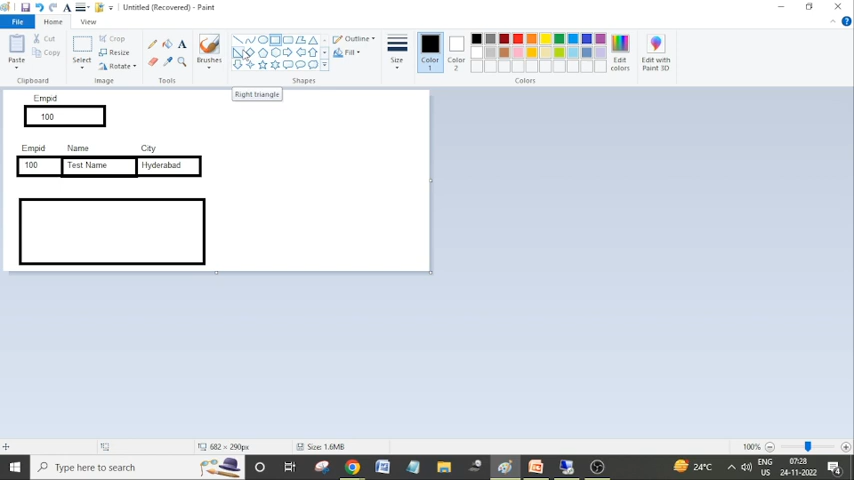 Untitled (Recovered) - Paint
File Home View
Paste
Cut
Copy
Clipboard
Select
Crop
Resize
Rotate
Image
Tools
Brushes
Outline
Fill
Shapes
Size
Color 1
Color 2
Edit colors
Edit with Paint 3D
Colors
Right triangle
Empid
100
Empid Name City
100 Test Name Hyderabad
682 × 290px
Size: 1.6MB
100%
Type here to search
24°C
ENG US
07:28
24-11-2022
4